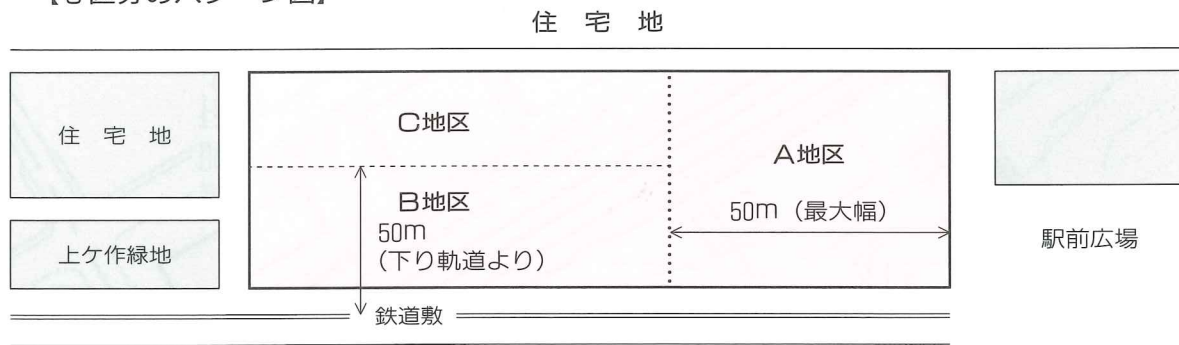 住 宅 地
住 宅 地
C地区
A地区
B地区
50m
(下り軌道より)
50m (最大幅)
上ケ作緑地
駅前広場
鉄道敷